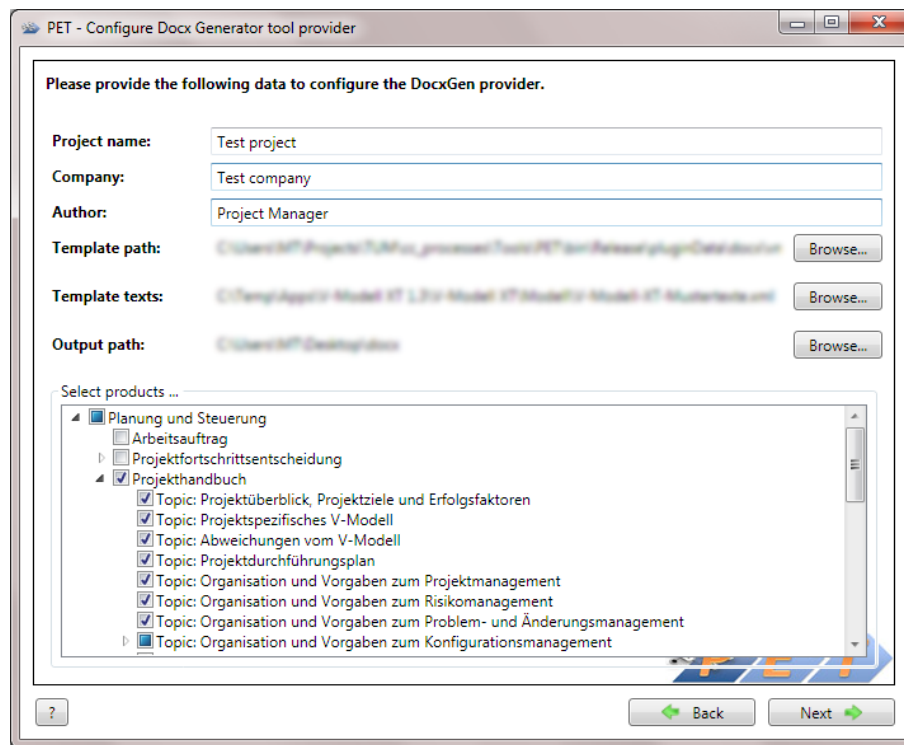 PET - Configure Docx Generator tool provider
Please provide the following data to configure the DocxGen provider.
Project name: Test project
Company: Test company
Author: Project Manager
Template path: Browse...
Template texts: Browse...
Output path: Browse...
Select products ...
Planung und Steuerung
Arbeitsauftrag
Projektfortschrittsentscheidung
Projekthandbuch
Topic: Projektüberblick, Projektziele und Erfolgsfaktoren
Topic: Projektspezifisches V-Modell
Topic: Abweichungen vom V-Modell
Topic: Projektdurchführungsplan
Topic: Organisation und Vorgaben zum Projektmanagement
Topic: Organisation und Vorgaben zum Risikomanagement
Topic: Organisation und Vorgaben zum Problem- und Änderungsmanagement
Topic: Organisation und Vorgaben zum Konfigurationsmanagement
PET
? Back Next